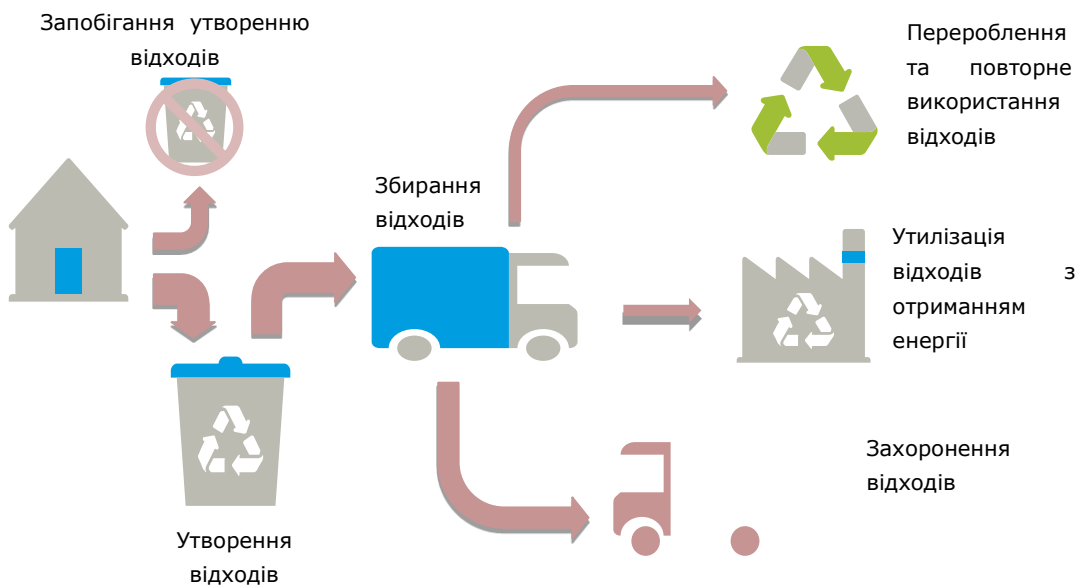 Запобігання утворенню
відходів
Перероблення
та повторне
використання
відходів
Збирання
відходів
Утилізація
відходів з
отриманням
енергії
Захоронення
відходів
Утворення
відходів